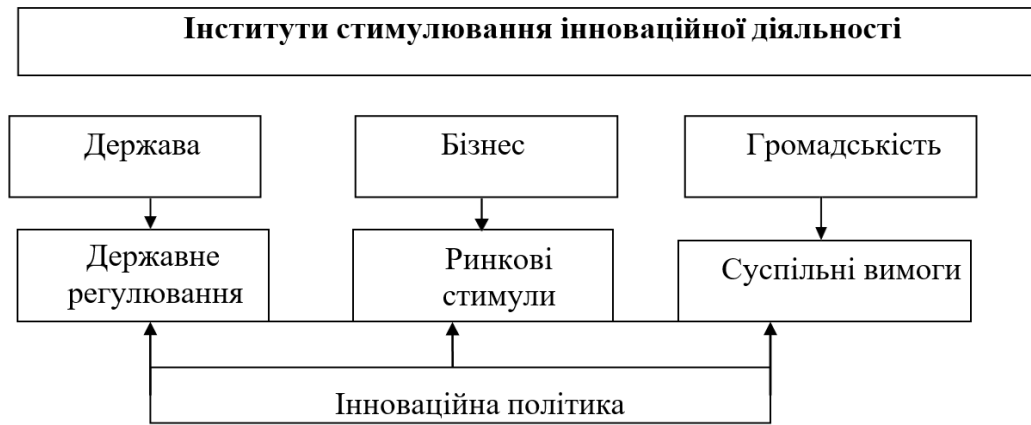 Інститути стимулювання інноваційної діяльності
Держава
Бізнес
Громадськість
Державне
регулювання
Ринкові
стимули
Суспільні вимоги
Інноваційна політика